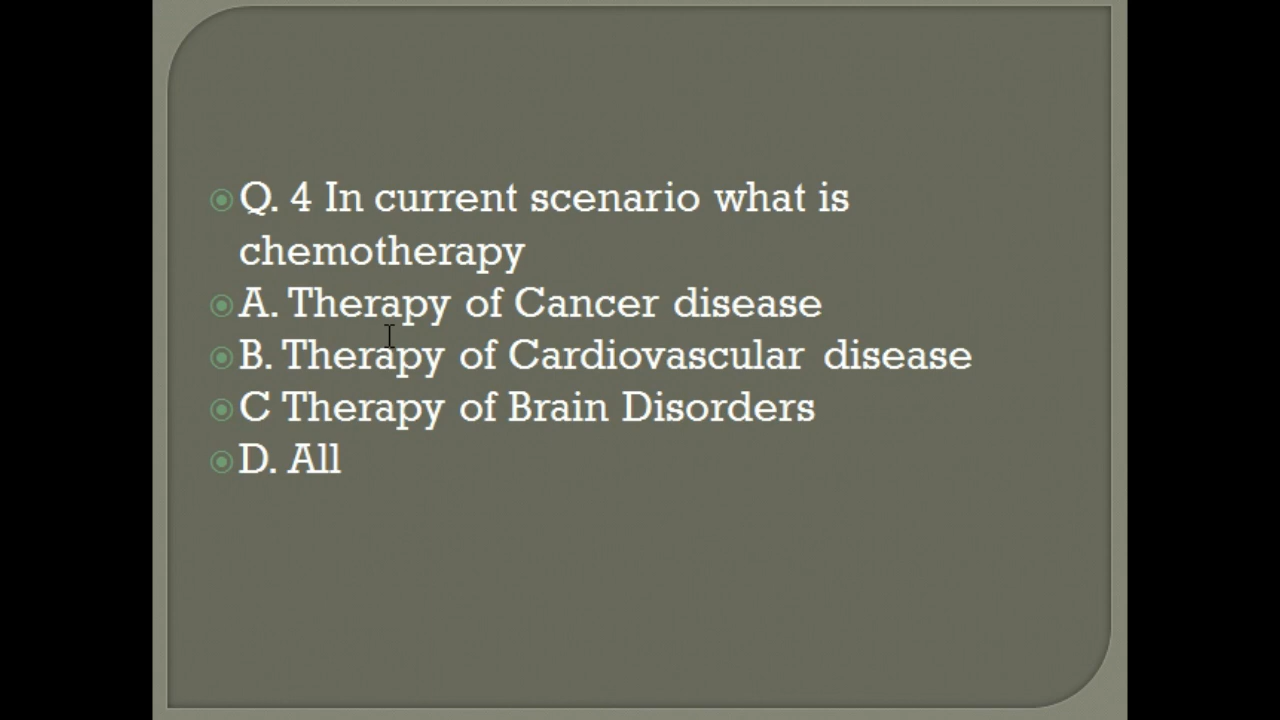 Q. 4 In current scenario what is
chemotherapy
A. Therapy of Cancer disease
B. Therapy of Cardiovascular disease
C Therapy of Brain Disorders
D. All